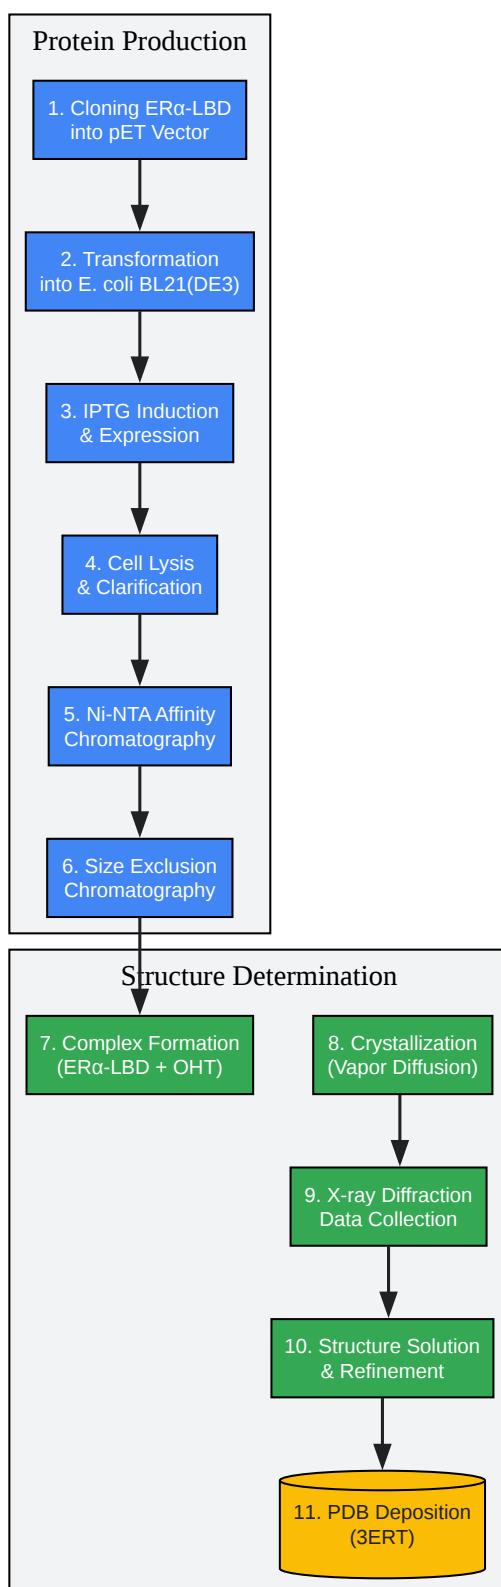 Protein Production
1. Cloning ERα-LBD
into pET Vector
2. Transformation
into E. coli BL21(DE3)
3. IPTG Induction
& Expression
4. Cell Lysis
& Clarification
5. Ni-NTA Affinity
Chromatography
6. Size Exclusion
Chromatography
Structure Determination
7. Complex Formation
(ERα-LBD + OHT)
8. Crystallization
(Vapor Diffusion)
9. X-ray Diffraction
Data Collection
10. Structure Solution
& Refinement
11. PDB Deposition
(3ERT)